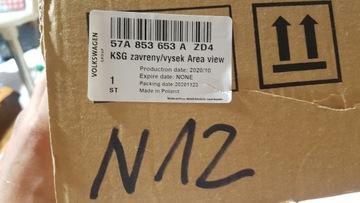 VOLKSWAGEN
GROUP
57A 853 653 A ZD4
KSG zavreny/vysek Area view
Production date: 2020/10
Expire date: NONE
1
Packing date: 20201122
ST
Made in Poland
N12